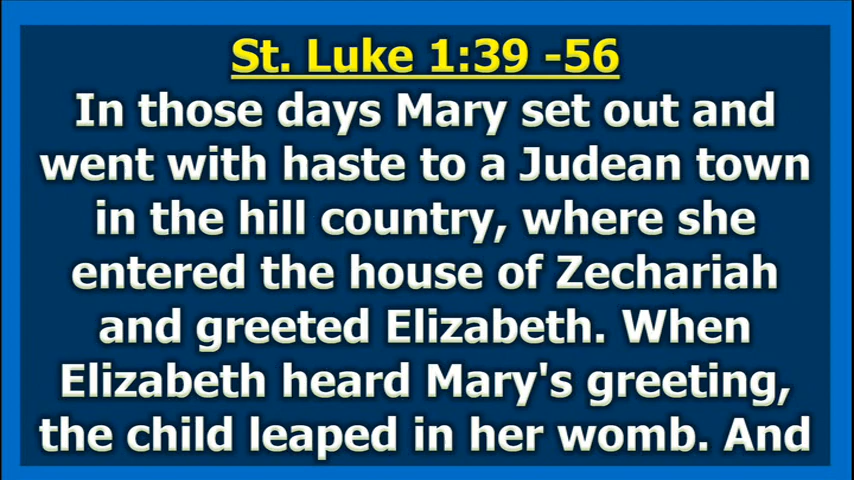 St. Luke 1:39 -56
In those days Mary set out and
went with haste to a Judean town
in the hill country, where she
entered the house of Zechariah
and greeted Elizabeth. When
Elizabeth heard Mary's greeting,
the child leaped in her womb. And